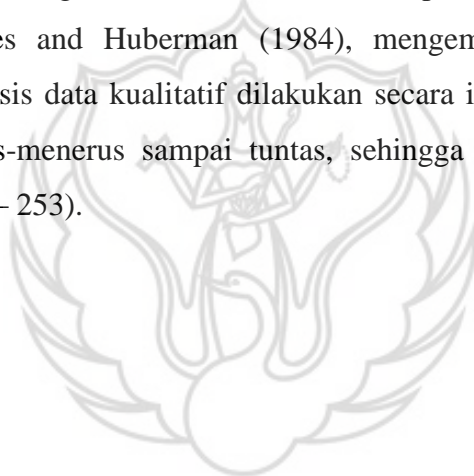 es and Huberman (1984), mengem
sis data kualitatif dilakukan secara i
s-menerus sampai tuntas, sehingga
– 253).